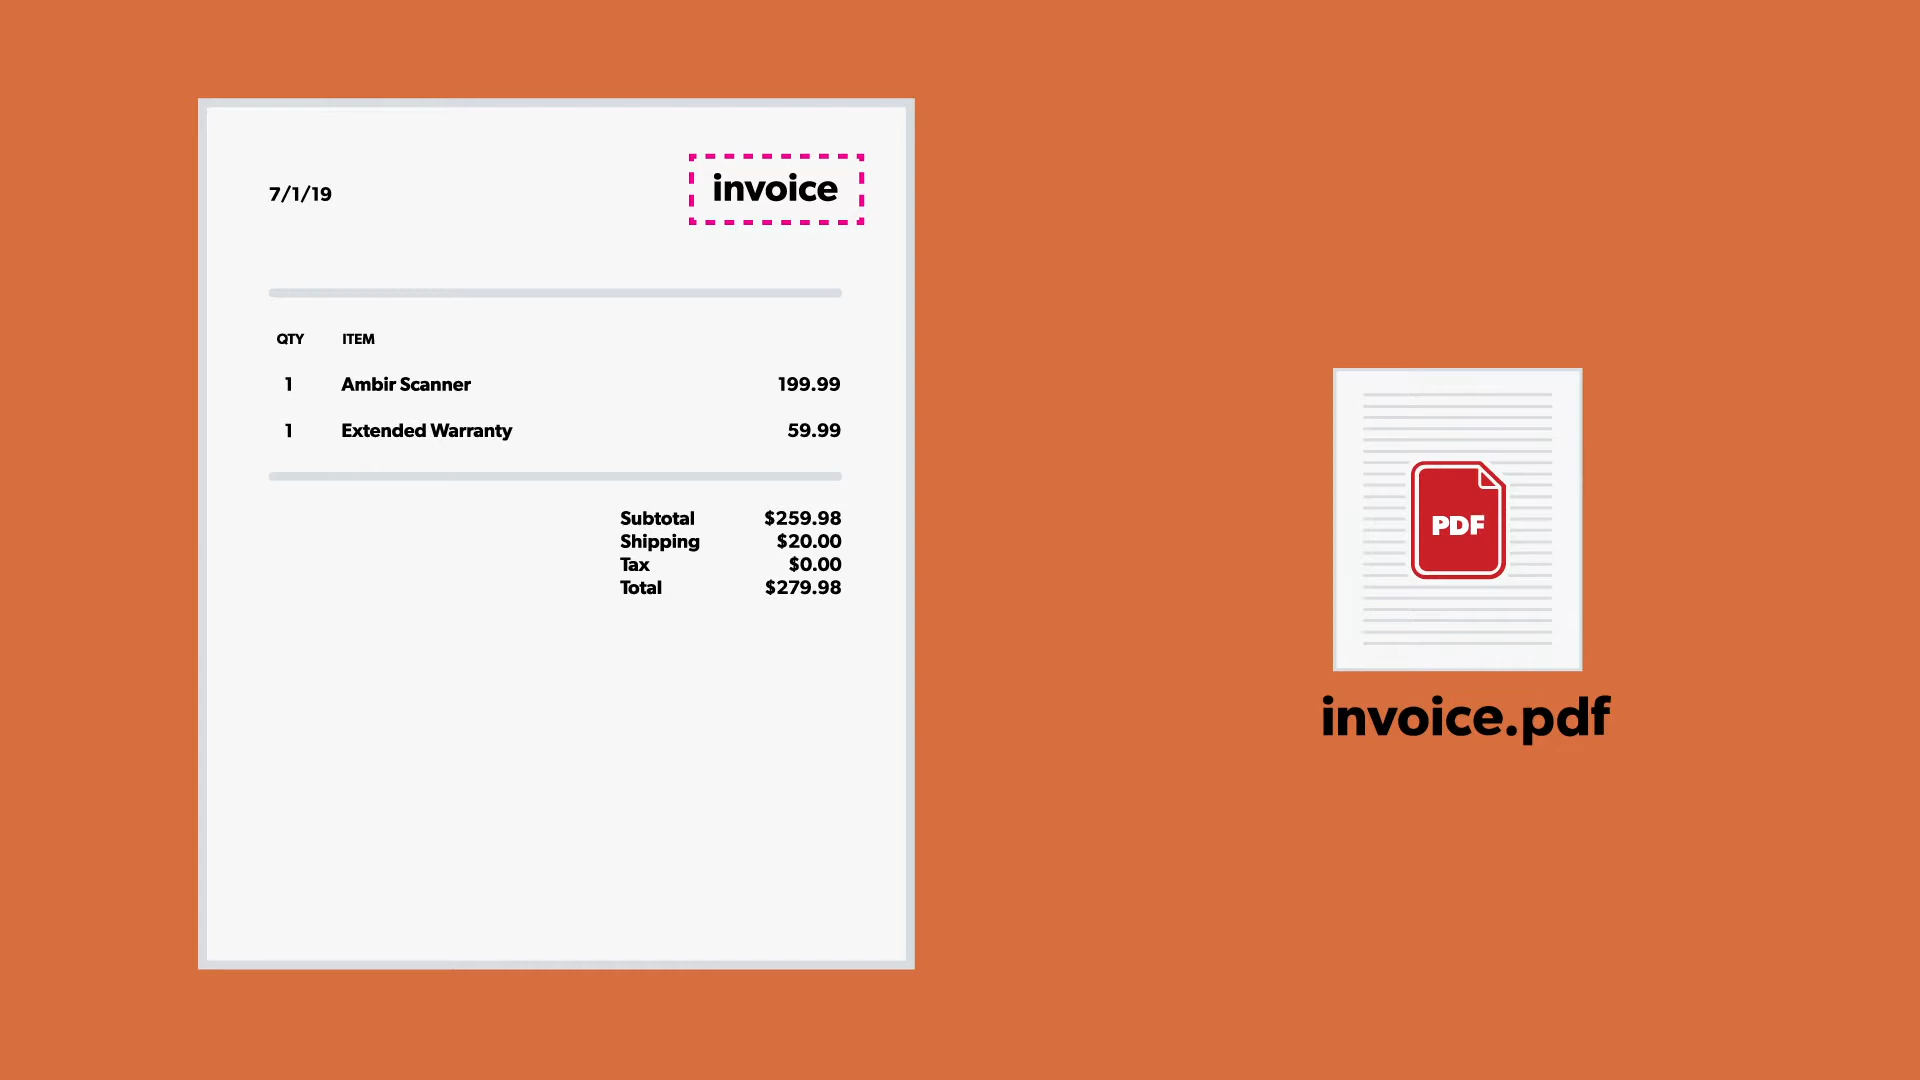 7/1/19 invoice
QTY ITEM
1 Ambir Scanner 199.99
1 Extended Warranty 59.99
Subtotal $259.98
Shipping $20.00
Tax $0.00
Total $279.98
PDF
invoice.pdf